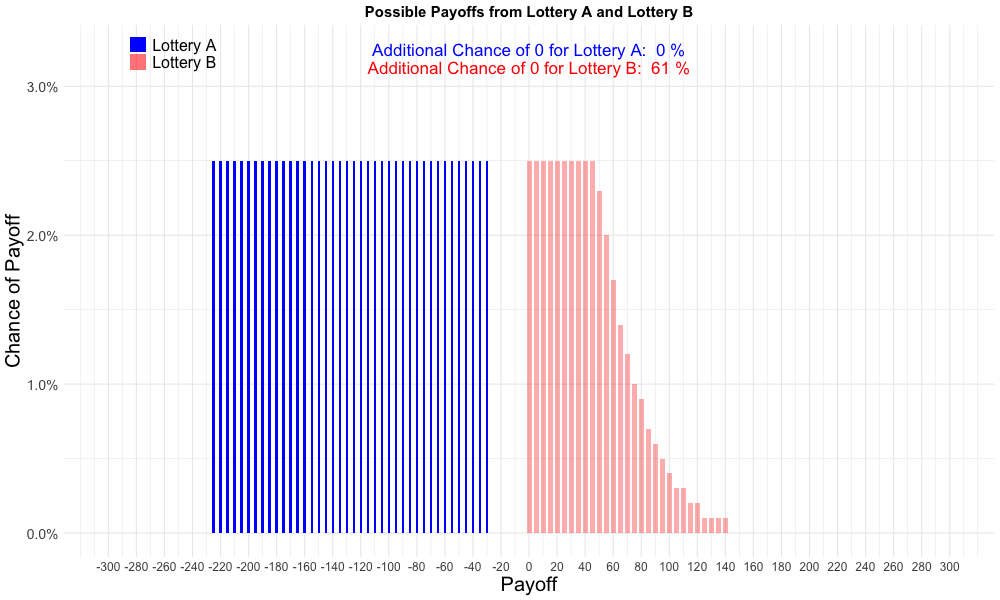 Possible Payoffs from Lottery A and Lottery B
Lottery A
Lottery B
Additional Chance of 0 for Lottery A:  0 %
Additional Chance of 0 for Lottery B:  61 %
Chance of Payoff
3.0%
2.0%
1.0%
0.0%
-300 -280 -260 -240 -220 -200 -180 -160 -140 -120 -100 -80 -60 -40 -20 0 20 40 60 80 100 120 140 160 180 200 220 240 260 280 300
Payoff